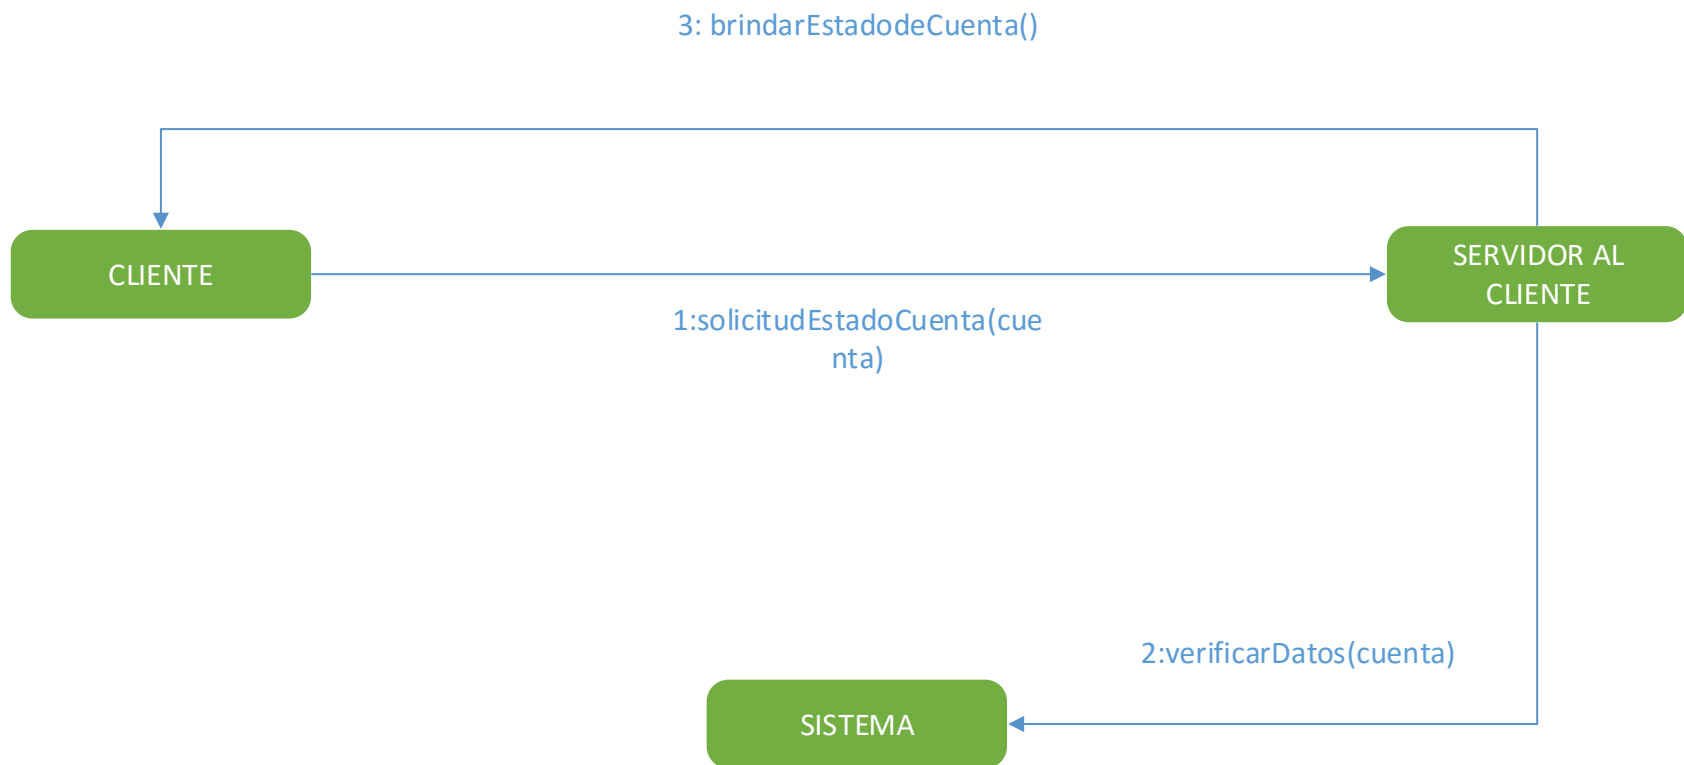 3: brindarEstadodeCuenta()
CLIENTE
SERVIDOR AL
CLIENTE
1:solicitudEstadoCuenta(cue
nta)
2:verificarDatos(cuenta)
SISTEMA